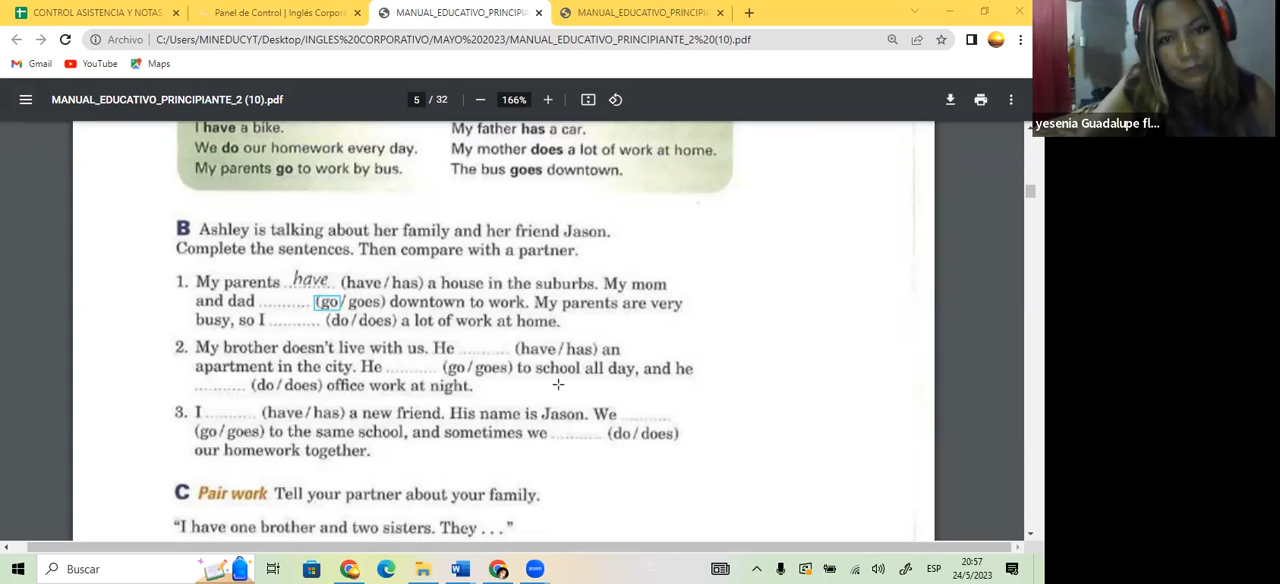 CONTROL ASISTENCIA Y NOTAS
Panel de Control | Inglés Corpora
MANUAL_EDUCATIVO_PRINCIPIA
MANUAL_EDUCATIVO_PRINCIPIA
Archivo C:/Users/MINEDUCYT/Desktop/INGLES%20CORPORATIVO/MAYO%202023/MANUAL_EDUCATIVO_PRINCIPIANTE_2%20(10).pdf
Gmail YouTube Maps
MANUAL_EDUCATIVO_PRINCIPIANTE_2 (10).pdf 5 / 32 166%
yesenia Guadalupe fl...
I have a bike. My father has a car.
We do our homework every day. My mother does a lot of work at home.
My parents go to work by bus. The bus goes downtown.
B Ashley is talking about her family and her friend Jason.
Complete the sentences. Then compare with a partner.
1. My parents have (have/has) a house in the suburbs. My mom
and dad .......... (go/goes) downtown to work. My parents are very
busy, so I .......... (do/does) a lot of work at home.
2. My brother doesn't live with us. He .......... (have/has) an
apartment in the city. He .......... (go/goes) to school all day, and he
.......... (do/does) office work at night.
3. I .......... (have/has) a new friend. His name is Jason. We ..........
(go/goes) to the same school, and sometimes we .......... (do/does)
our homework together.
C Pair work Tell your partner about your family.
"I have one brother and two sisters. They . . ."
Buscar
zoom
ESP
20:57
24/5/2023